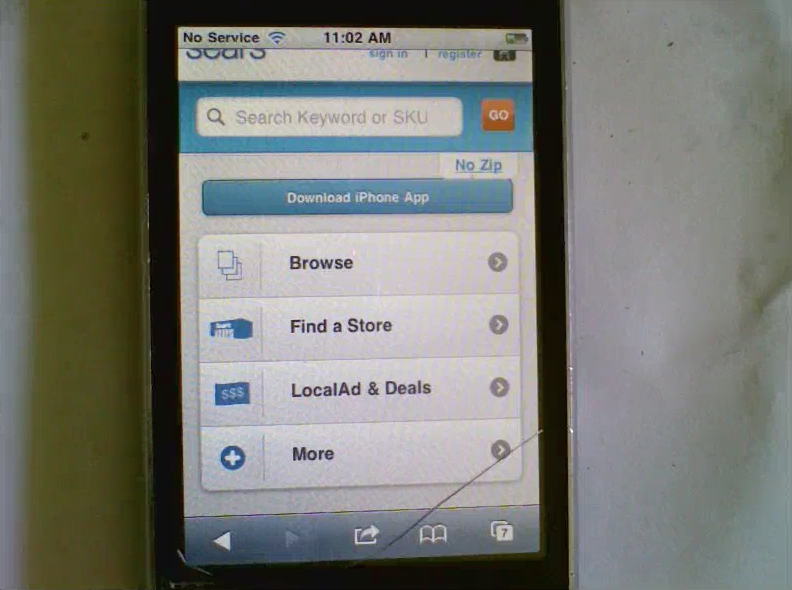 No Service 11:02 AM
sears
sign in | register
Search Keyword or SKU GO
No Zip
Download iPhone App
Browse
Find a Store
$$$ LocalAd & Deals
More
7